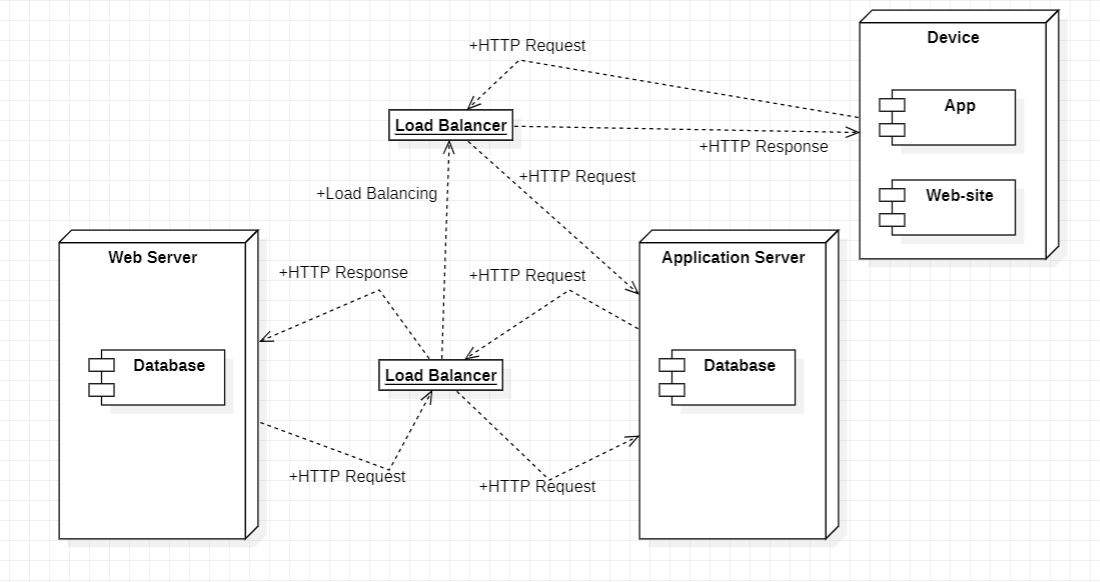 Device
+HTTP Request
App
Load Balancer
+HTTP Response
+HTTP Request
+Load Balancing
Web-site
Web Server
Application Server
+HTTP Response
+HTTP Request
Database
Database
Load Balancer
+HTTP Request
+HTTP Request